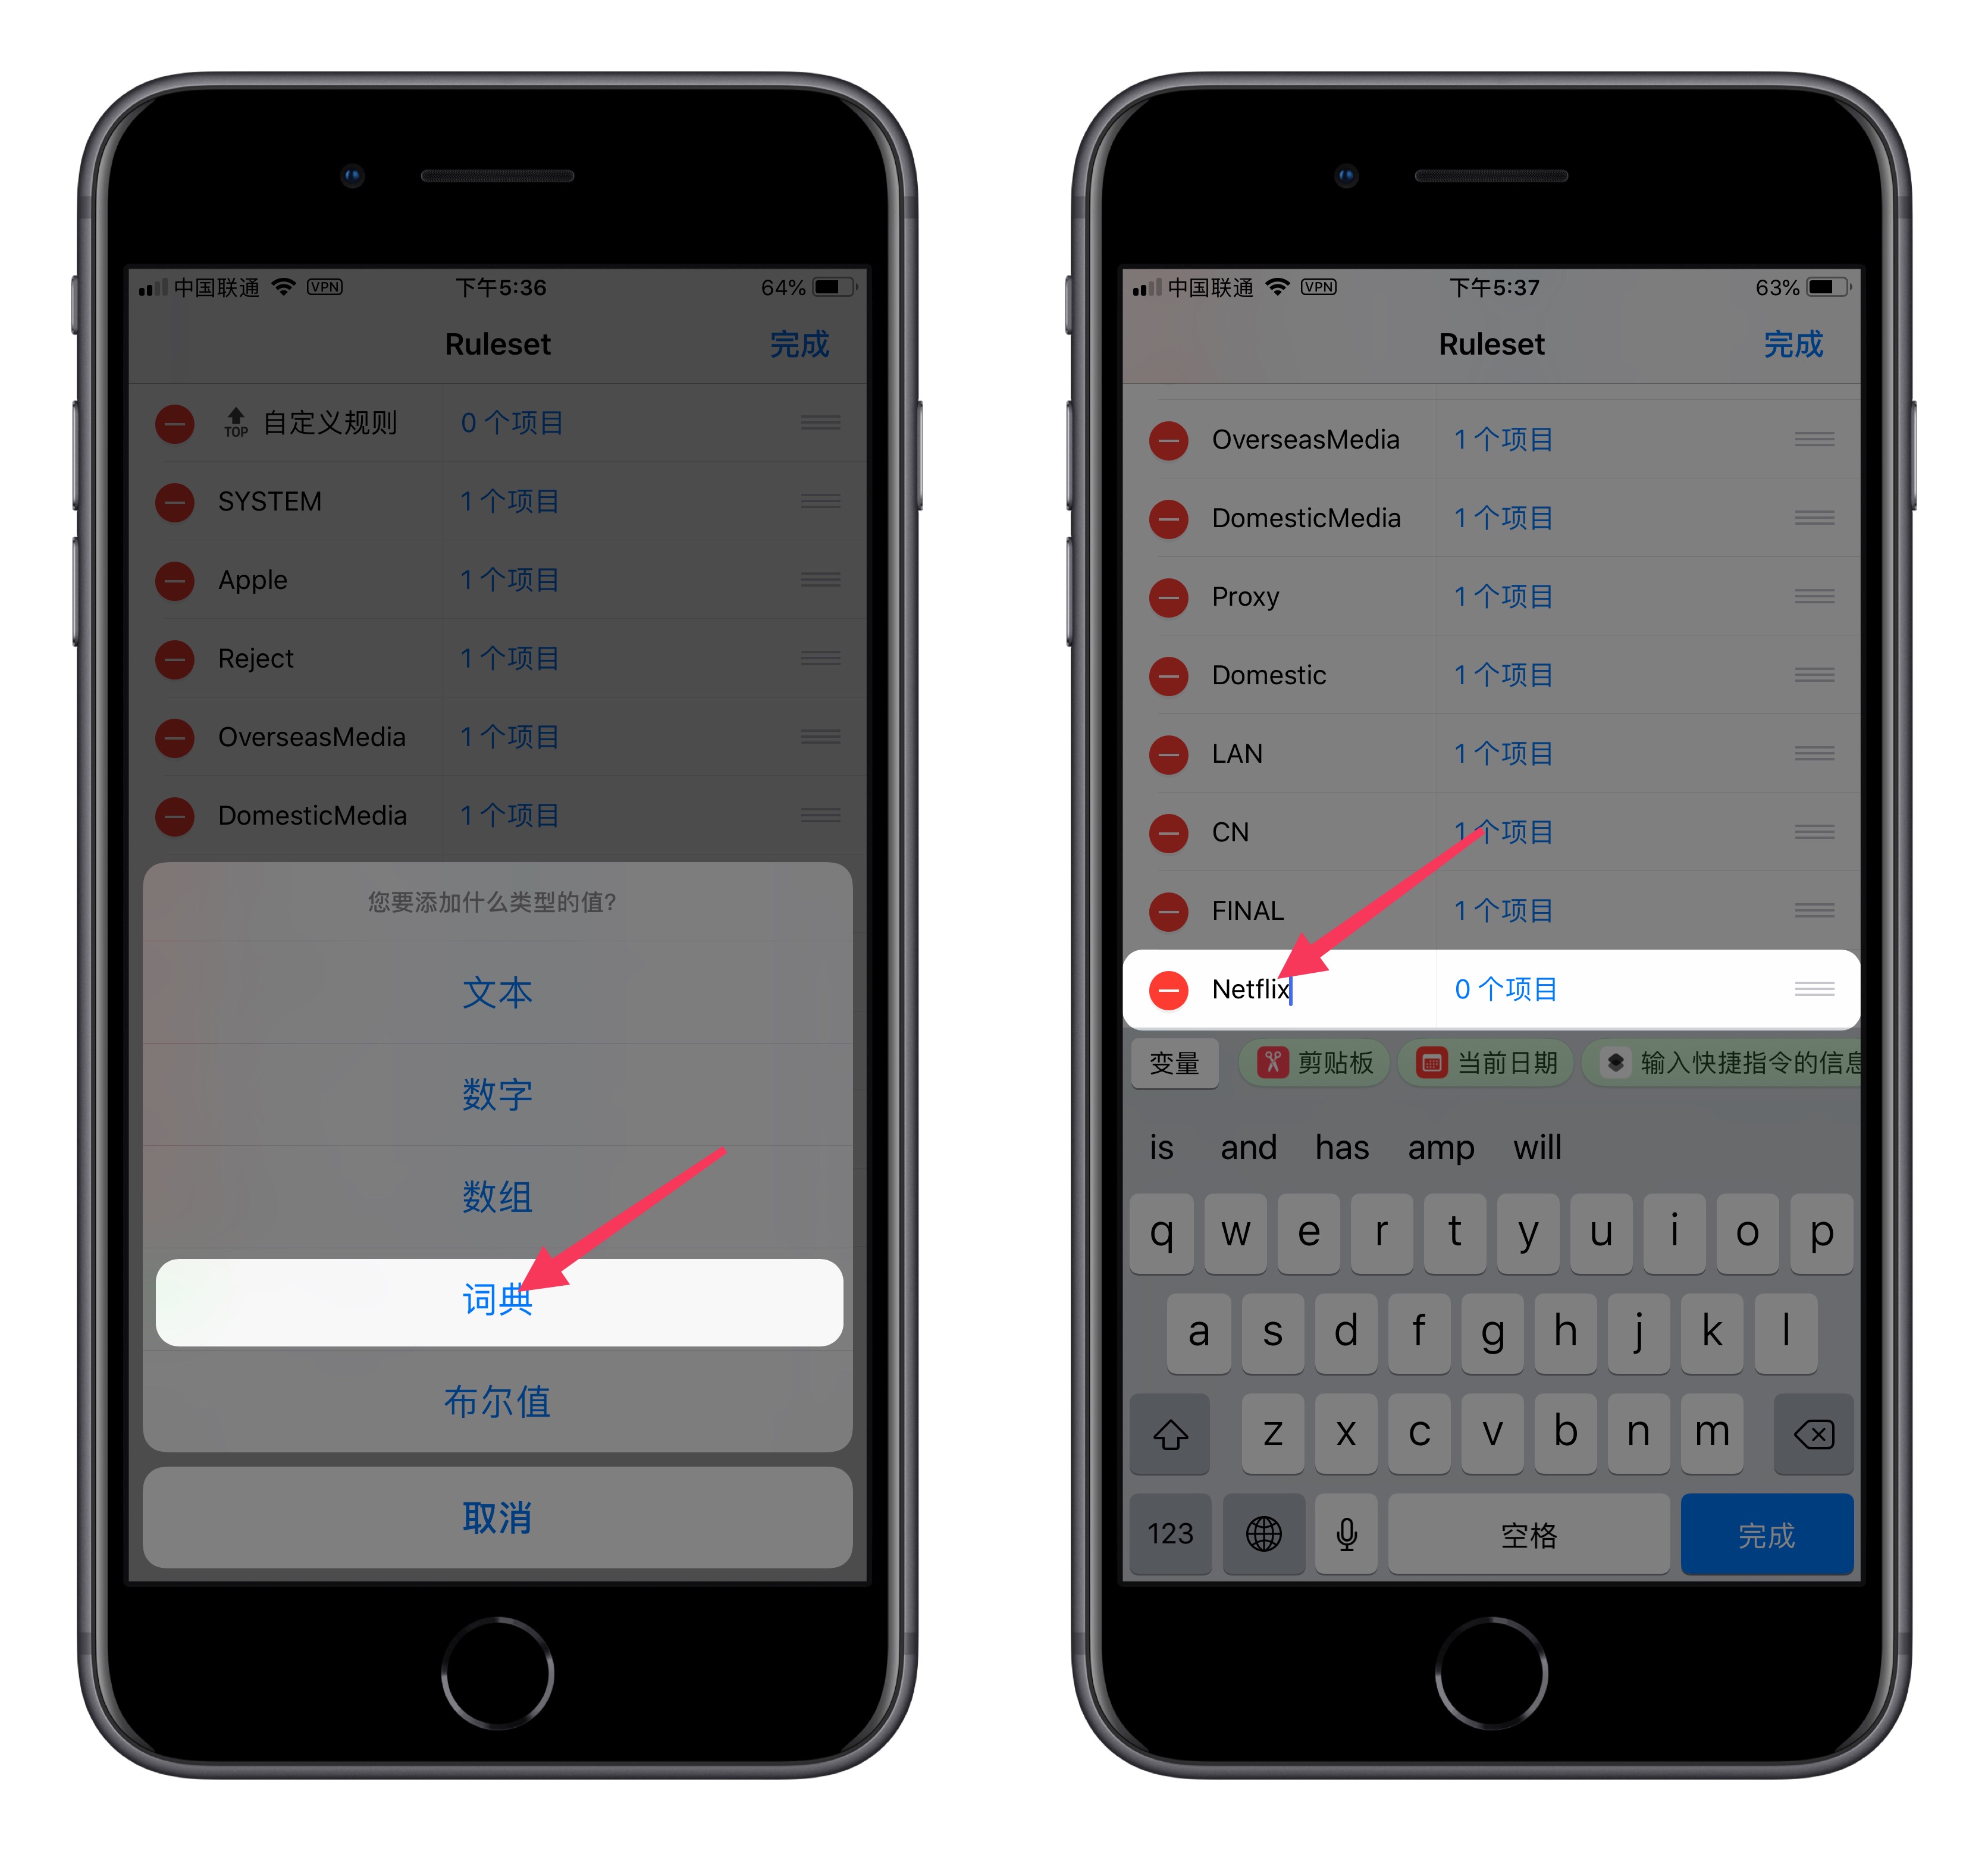 中国联通 VPN 下午5:36 64%
Ruleset 完成
TOP 自定义规则 0 个项目
SYSTEM 1 个项目
Apple 1 个项目
Reject 1 个项目
OverseasMedia 1 个项目
DomesticMedia 1 个项目
您要添加什么类型的值?
文本
数字
数组
词典
布尔值
取消
中国联通 VPN 下午5:37 63%
Ruleset 完成
OverseasMedia 1 个项目
DomesticMedia 1 个项目
Proxy 1 个项目
Domestic 1 个项目
LAN 1 个项目
CN 1 个项目
FINAL 1 个项目
Netflix 0 个项目
变量 剪贴板 当前日期 输入快捷指令的信息
is and has amp will
q w e r t y u i o p
a s d f g h j k l
z x c v b n m
123 空格 完成